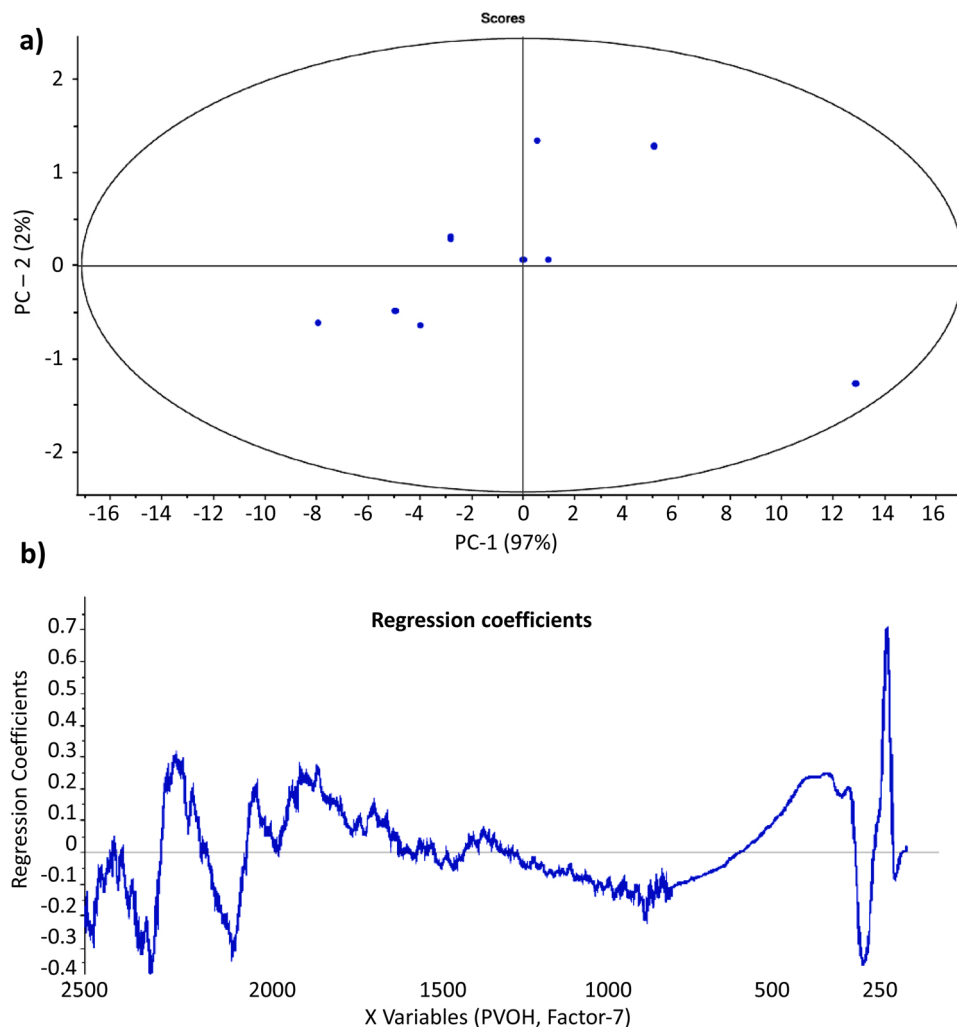 Scores
a)
2
1
0
-1
-2
PC – 2 (2%)
-16 -14 -12 -10 -8 -6 -4 -2 0 2 4 6 8 10 12 14 16
PC-1 (97%)
b)
Regression coefficients
0.7
0.6
0.5
0.4
0.3
0.2
0.1
0
-0.1
-0.2
-0.3
-0.4
Regression Coefficients
2500 2000 1500 1000 500 250
X Variables (PVOH, Factor-7)